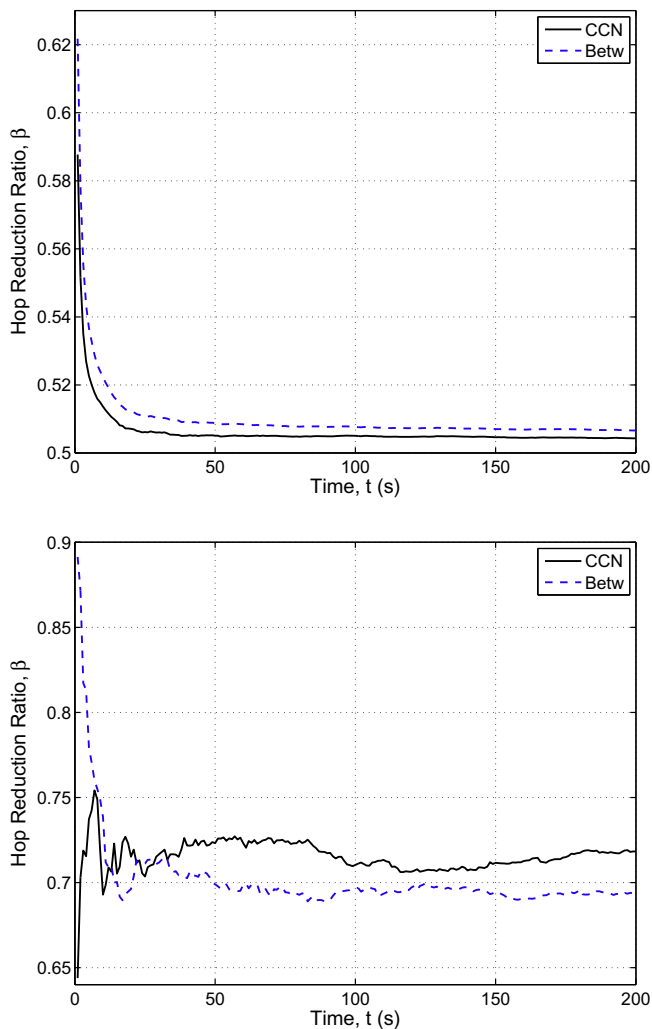 CCN
Betw
0.62
0.6
0.58
0.56
0.54
0.52
0.5
Hop Reduction Ratio, β
0 50 100 150 200
Time, t (s)
CCN
Betw
0.9
0.85
0.8
0.75
0.7
0.65
Hop Reduction Ratio, β
0 50 100 150 200
Time, t (s)